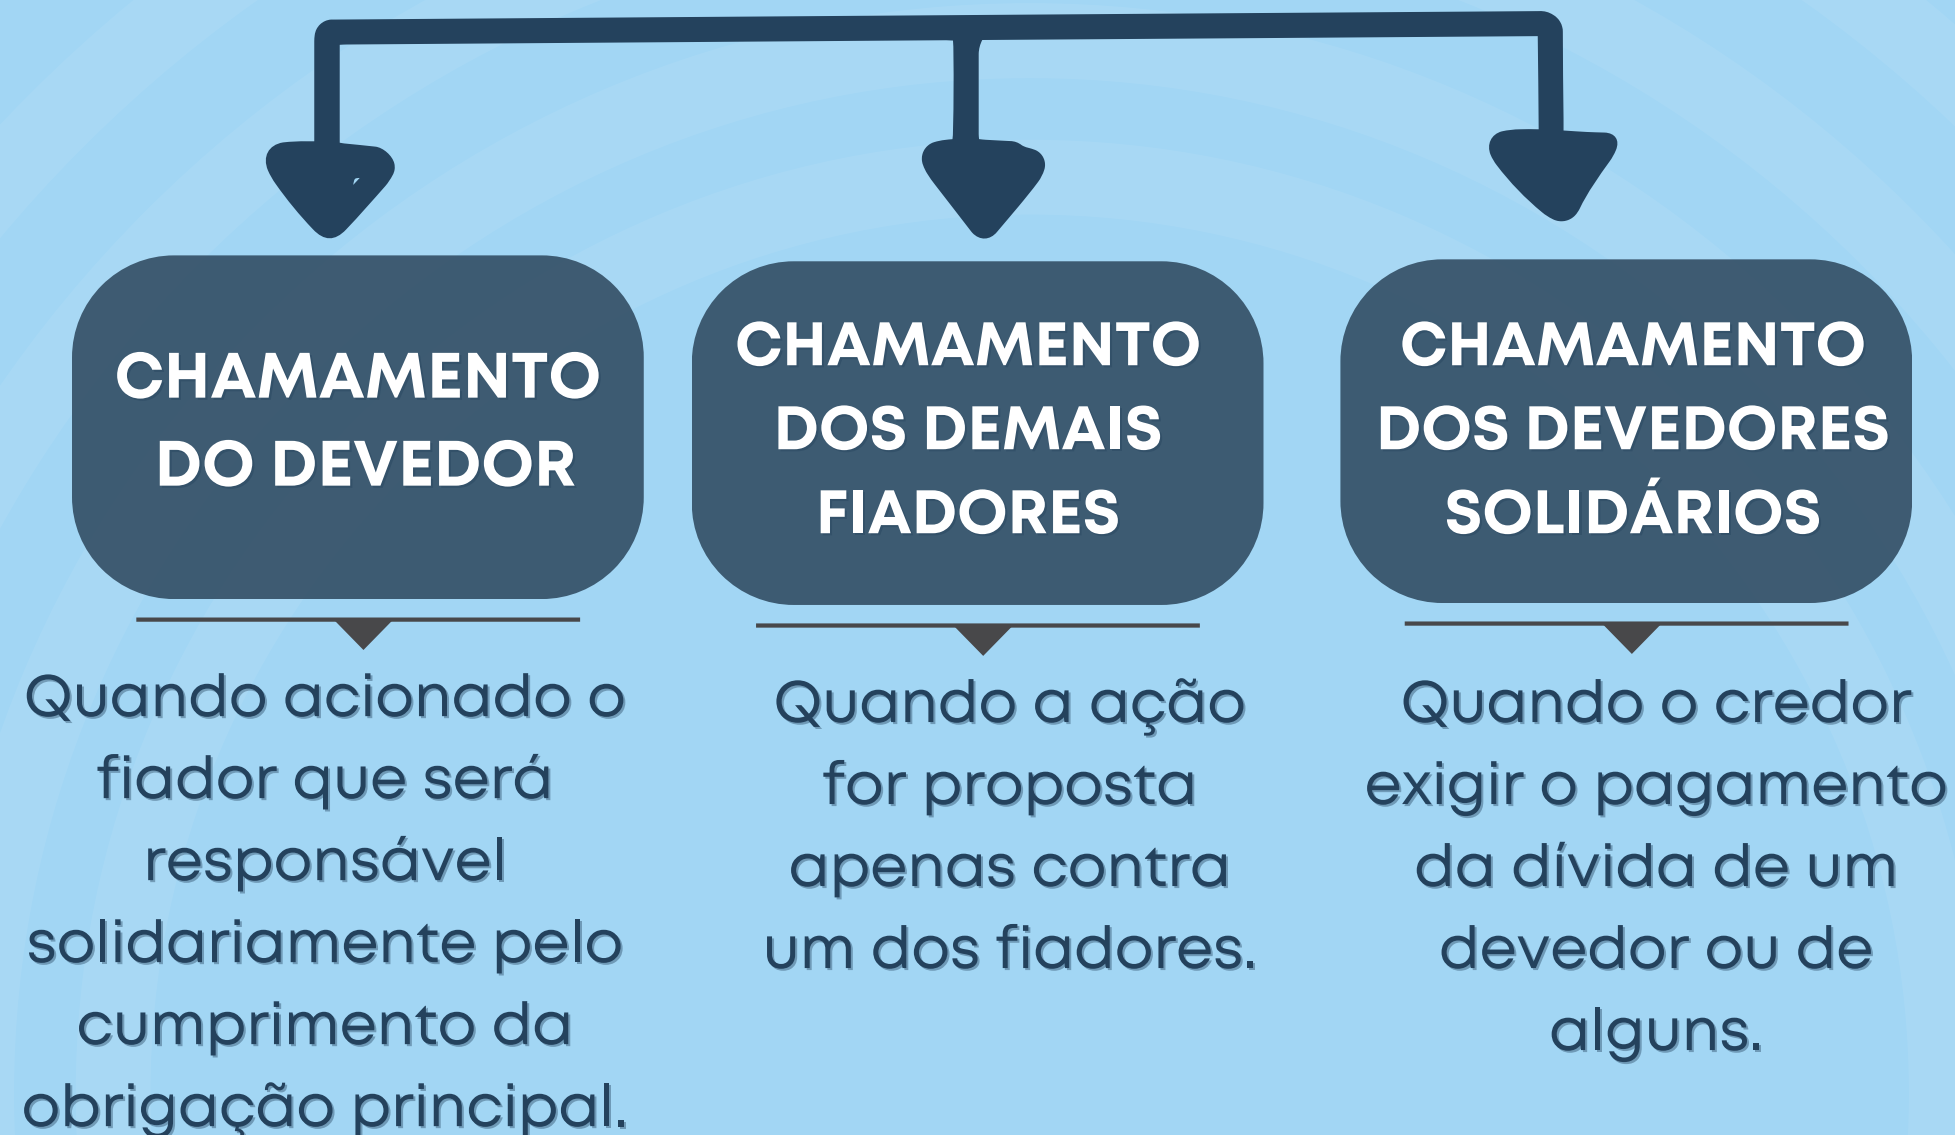 CHAMAMENTO
DO DEVEDOR
Quando acionado o
fiador que será
responsável
solidariamente pelo
cumprimento da
obrigação principal.
CHAMAMENTO
DOS DEMAIS
FIADORES
Quando a ação
for proposta
apenas contra
um dos fiadores.
CHAMAMENTO
DOS DEVEDORES
SOLIDÁRIOS
Quando o credor
exigir o pagamento
da dívida de um
devedor ou de
alguns.